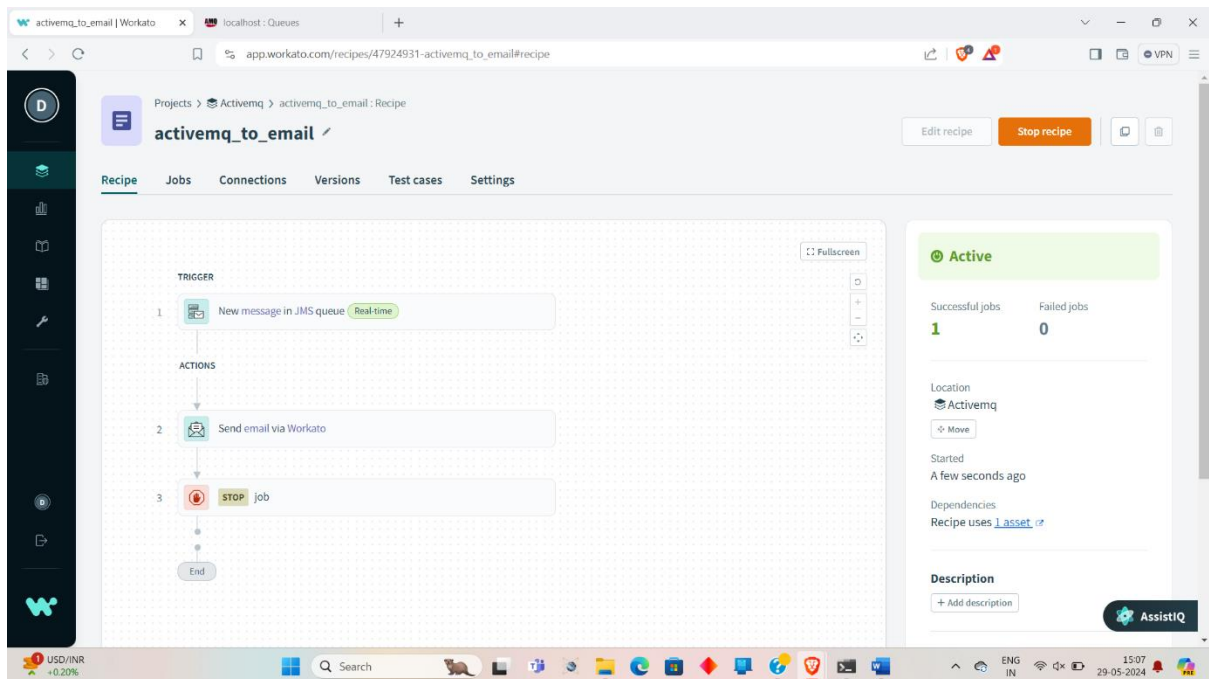 activemq_to_email | Workato
localhost : Queues
app.workato.com/recipes/47924931-activemq_to_email#recipe
VPN
D
Projects > Activemq > activemq_to_email : Recipe
activemq_to_email
Edit recipe
Stop recipe
Recipe
Jobs
Connections
Versions
Test cases
Settings
Fullscreen
TRIGGER
1 New message in JMS queue Real-time
ACTIONS
2 Send email via Workato
3 STOP job
End
Active
Successful jobs
Failed jobs
1
0
Location
Activemq
Move
Started
A few seconds ago
Dependencies
Recipe uses 1 asset
Description
+ Add description
AssistIQ
D
1
USD/INR
+0.20%
Search
ENG
IN
15:07
29-05-2024